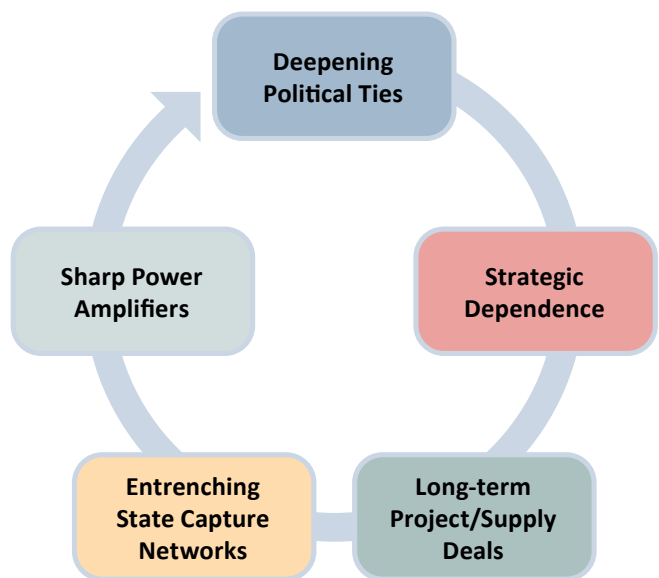 Deepening
Political Ties
Strategic
Dependence
Long-term
Project/Supply
Deals
Entrenching
State Capture
Networks
Sharp Power
Amplifiers